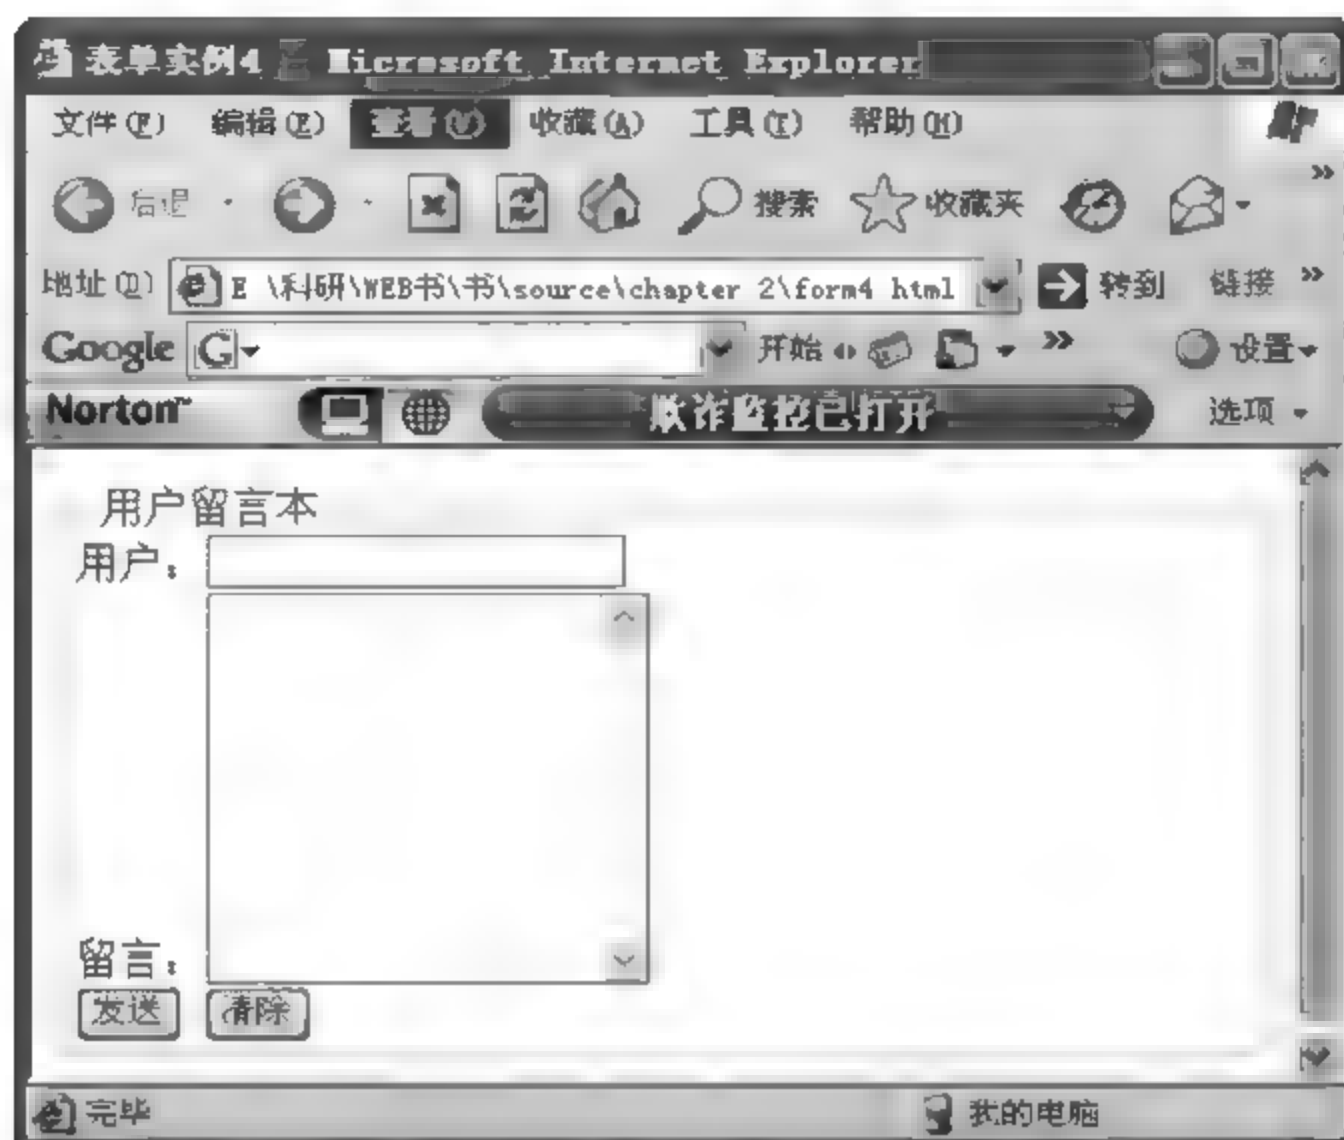 表单实例4 Microsoft Internet Explorer
文件(F) 编辑(E) 查看(V) 收藏(A) 工具(T) 帮助(H)
后退 搜索 收藏夹 »
地址(D) E \科研\WEB书\书\source\chapter 2\form4 html 转到 链接 »
Google G 开始 » 设置
Norton™ 欺诈监控已打开 选项
用户留言本
用户：
留言：
发送 清除
完毕 我的电脑